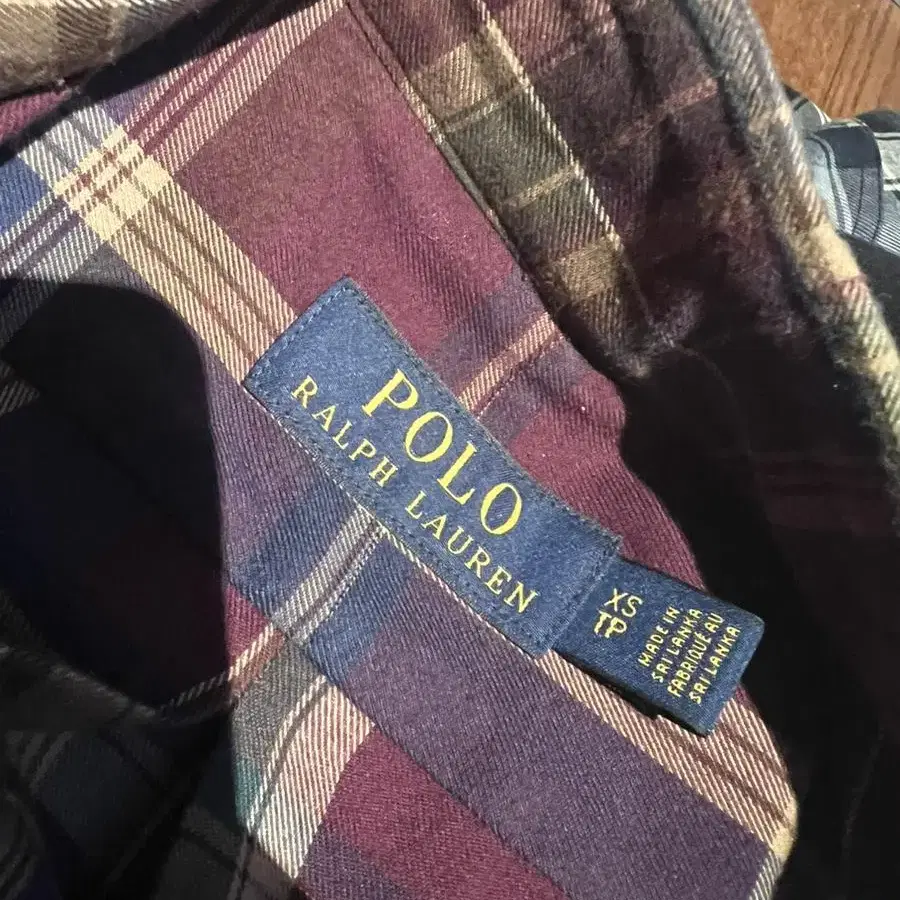 POLO
RALPH LAUREN
XS
TP
MADE IN
SRI LANKA
FABRIQUÉ AU
SRI LANKA